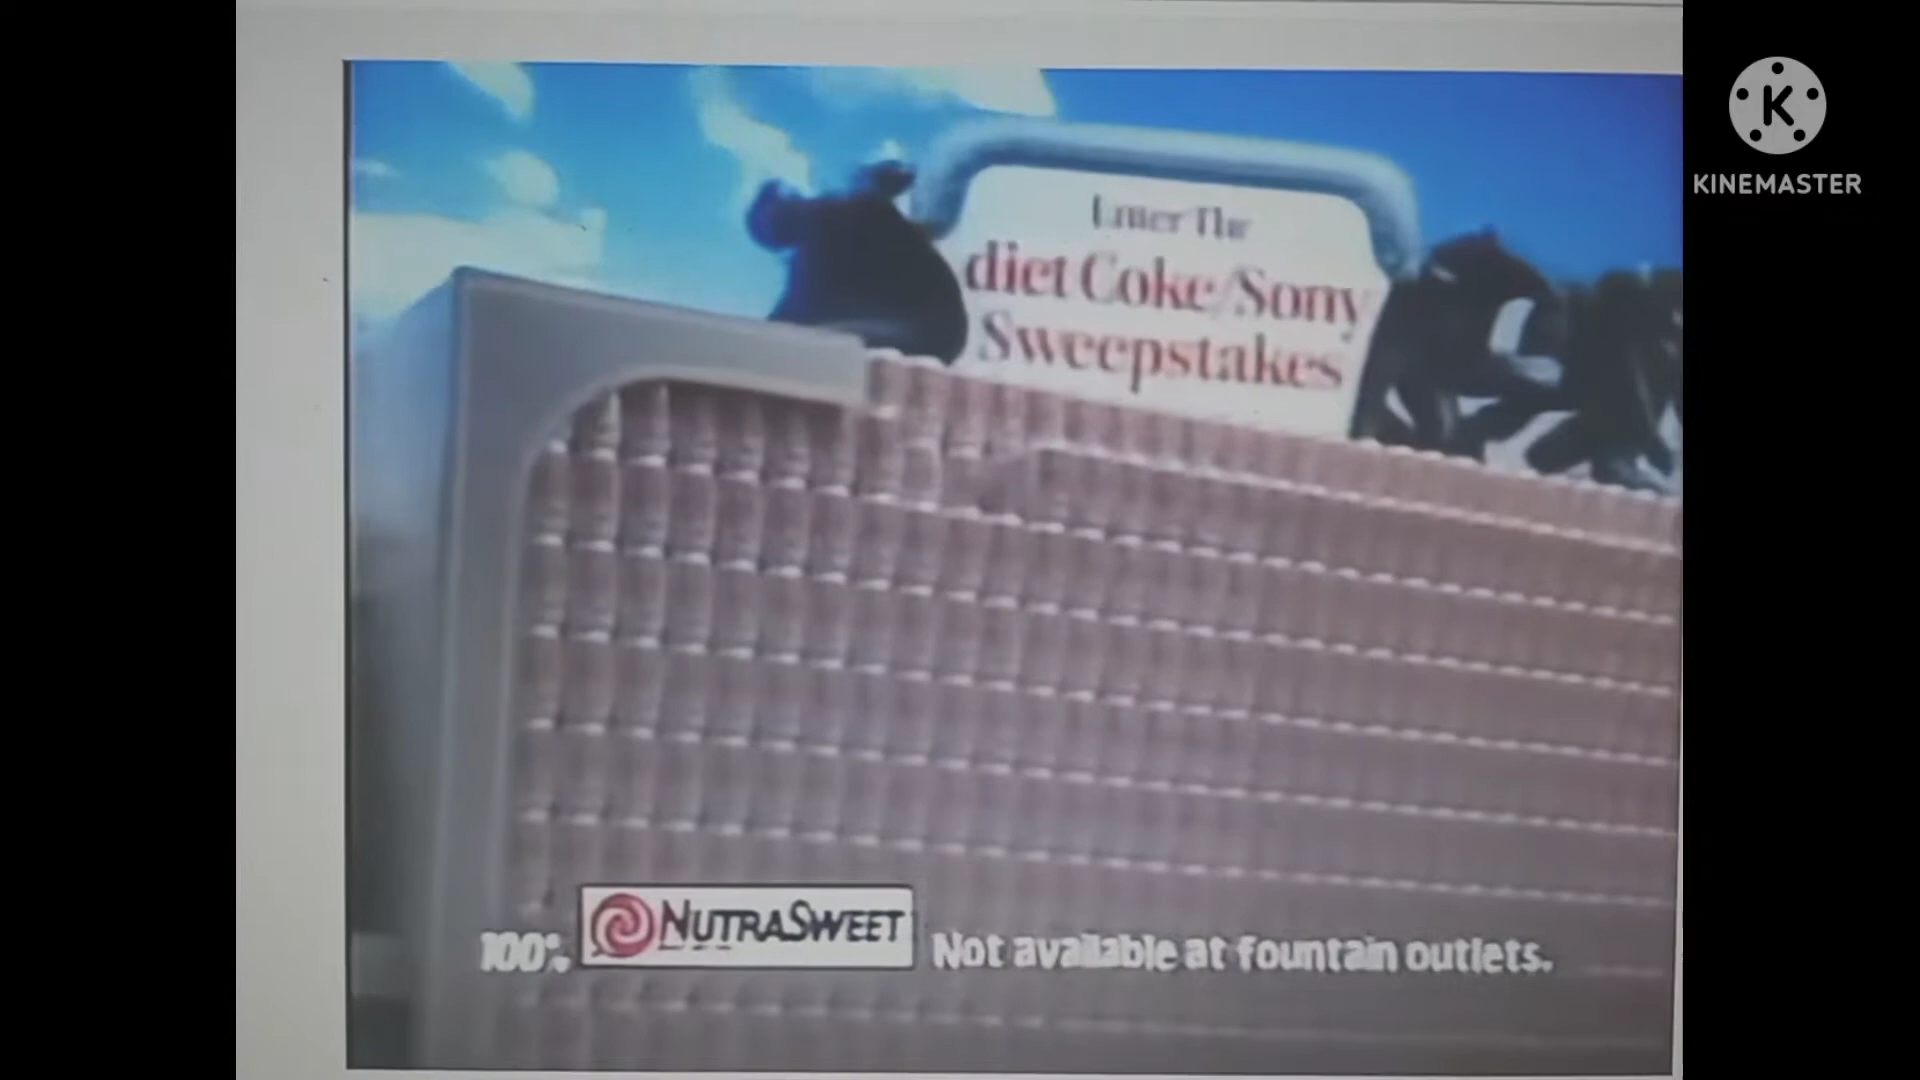 Enter The
diet Coke/Sony
Sweepstakes
100% NUTRASWEET Not available at fountain outlets.
K
KINEMASTER